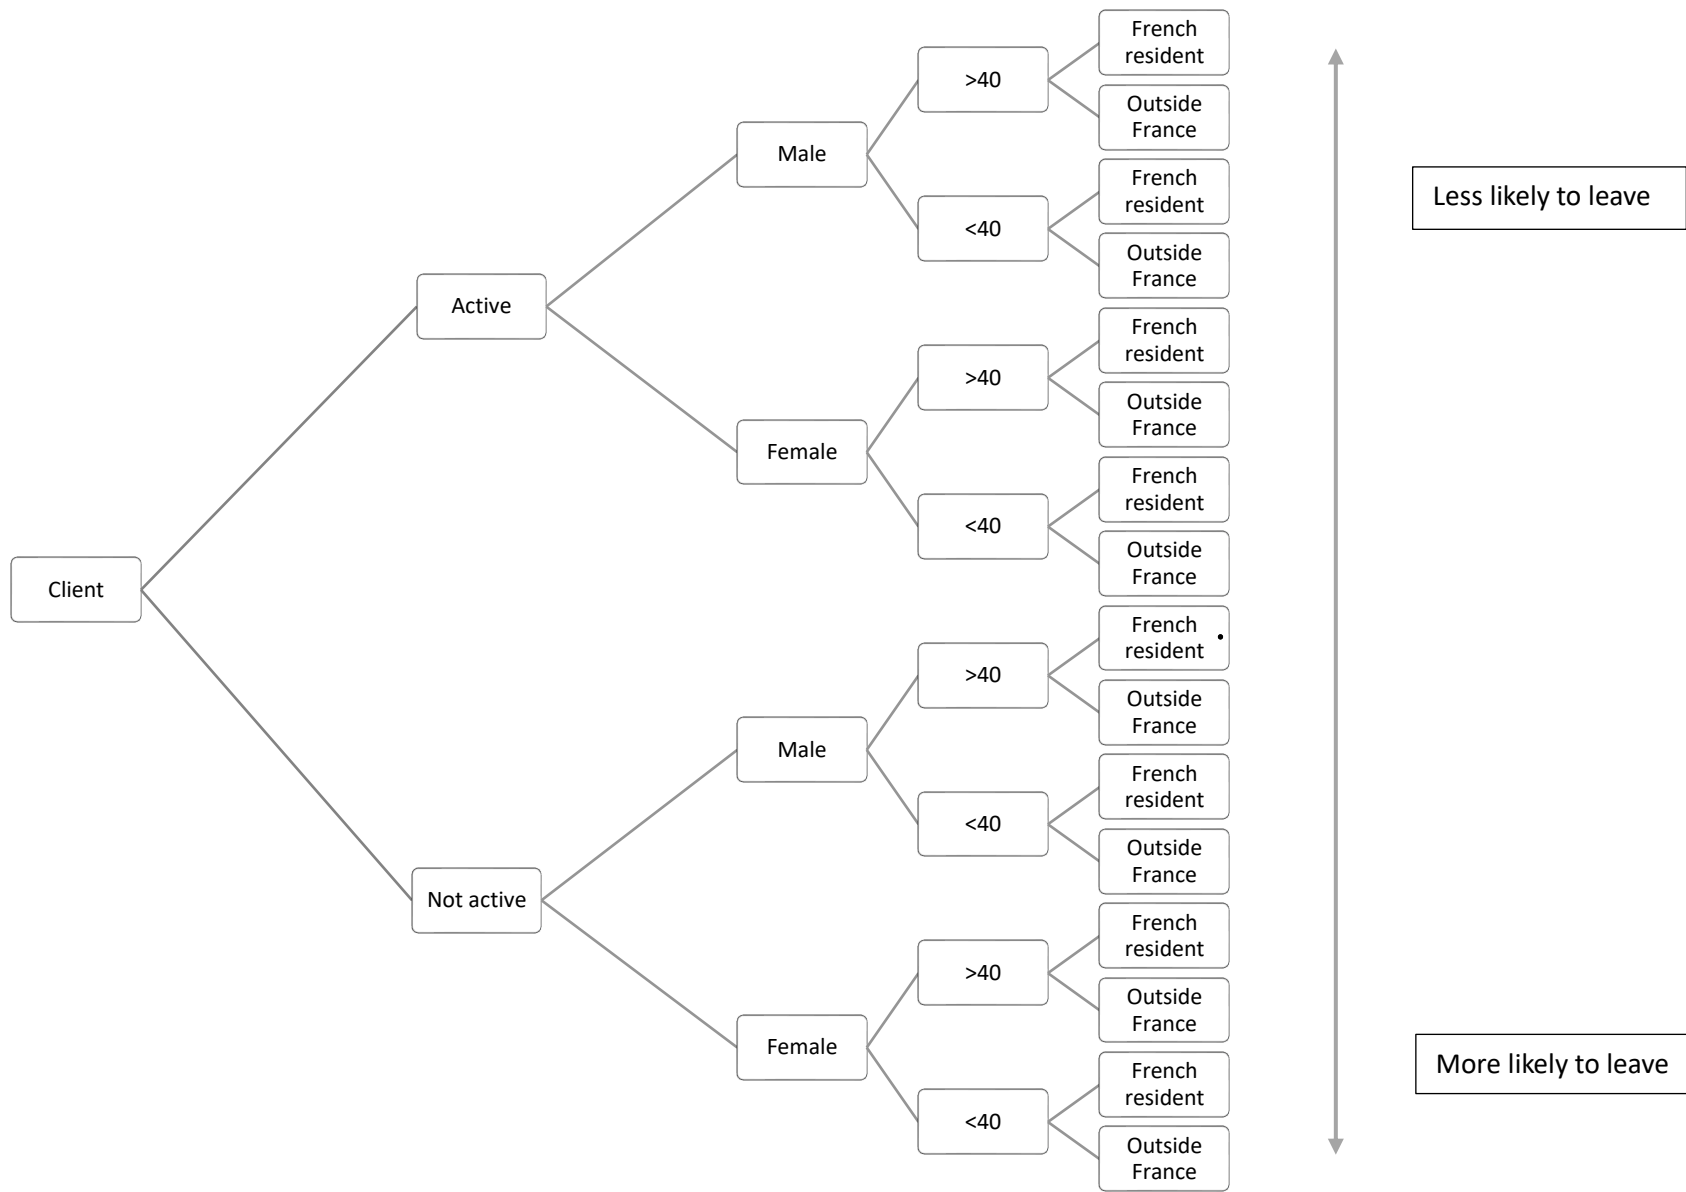 Client
Active
Not active
Male
Female
Male
Female
>40
<40
>40
<40
>40
<40
>40
<40
French
resident
Outside
France
French
resident
Outside
France
French
resident
Outside
France
French
resident
Outside
France
French
resident
Outside
France
French
resident
Outside
France
French
resident
Outside
France
French
resident
Outside
France
Less likely to leave
More likely to leave